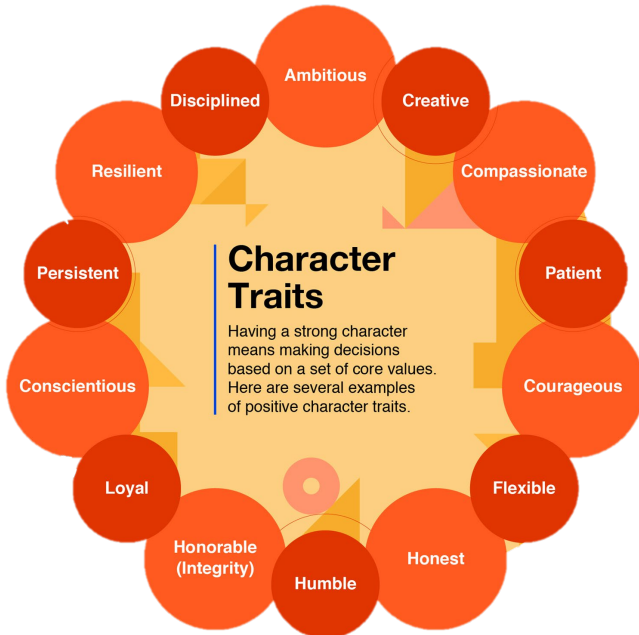 Ambitious
Disciplined
Creative
Resilient
Compassionate
Character
Traits
Having a strong character
means making decisions
based on a set of core values.
Here are several examples
of positive character traits.
Persistent
Patient
Conscientious
Courageous
Loyal
Flexible
Honorable
(Integrity)
Honest
Humble